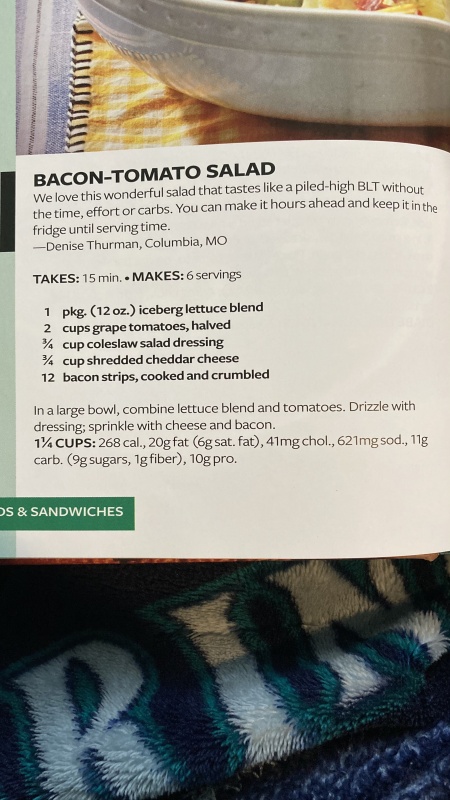 BACON-TOMATO SALAD
We love this wonderful salad that tastes like a piled-high BLT without
the time, effort or carbs. You can make it hours ahead and keep it in the
fridge until serving time.
—Denise Thurman, Columbia, MO
TAKES: 15 min. • MAKES: 6 servings
1 pkg. (12 oz.) iceberg lettuce blend
2 cups grape tomatoes, halved
¾ cup coleslaw salad dressing
¾ cup shredded cheddar cheese
12 bacon strips, cooked and crumbled
In a large bowl, combine lettuce blend and tomatoes. Drizzle with
dressing; sprinkle with cheese and bacon.
1¼ CUPS: 268 cal., 20g fat (6g sat. fat), 41mg chol., 621mg sod., 11g
carb. (9g sugars, 1g fiber), 10g pro.
DS & SANDWICHES